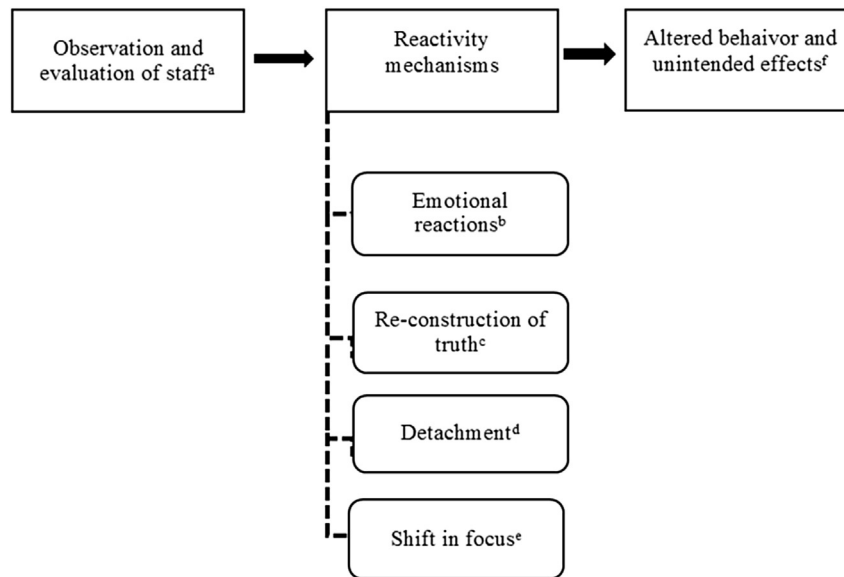 Observation and
evaluation of staffᵃ
Reactivity
mechanisms
Altered behaivor and
unintended effectsᶠ
Emotional
reactionsᵇ
Re-construction of
truthᶜ
Detachmentᵈ
Shift in focusᵉ